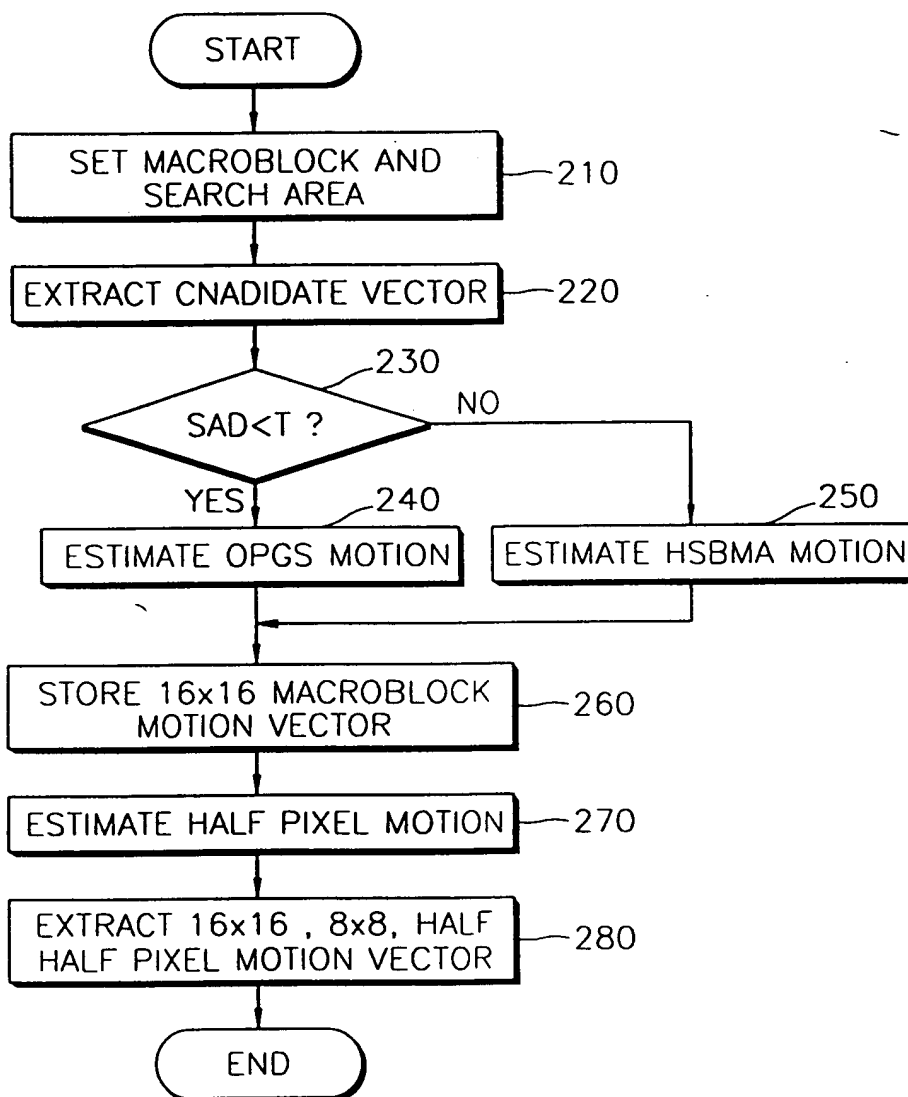 START
SET MACROBLOCK AND
SEARCH AREA
210
EXTRACT CNADIDATE VECTOR
220
230
SAD<T ?
NO
YES
240
ESTIMATE OPGS MOTION
250
ESTIMATE HSBMA MOTION
STORE 16x16 MACROBLOCK
MOTION VECTOR
260
ESTIMATE HALF PIXEL MOTION
270
EXTRACT 16x16 , 8x8, HALF
HALF PIXEL MOTION VECTOR
280
END